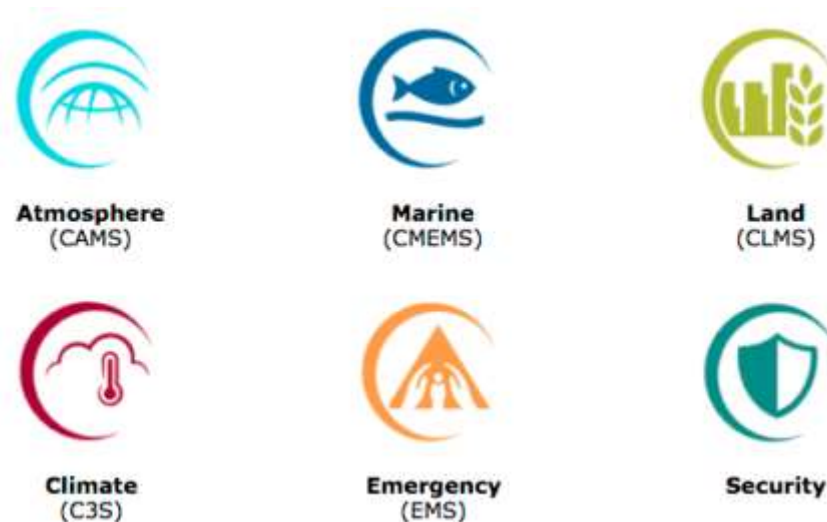 Atmosphere
(CAMS)
Marine
(CMEMS)
Land
(CLMS)
Climate
(C3S)
Emergency
(EMS)
Security